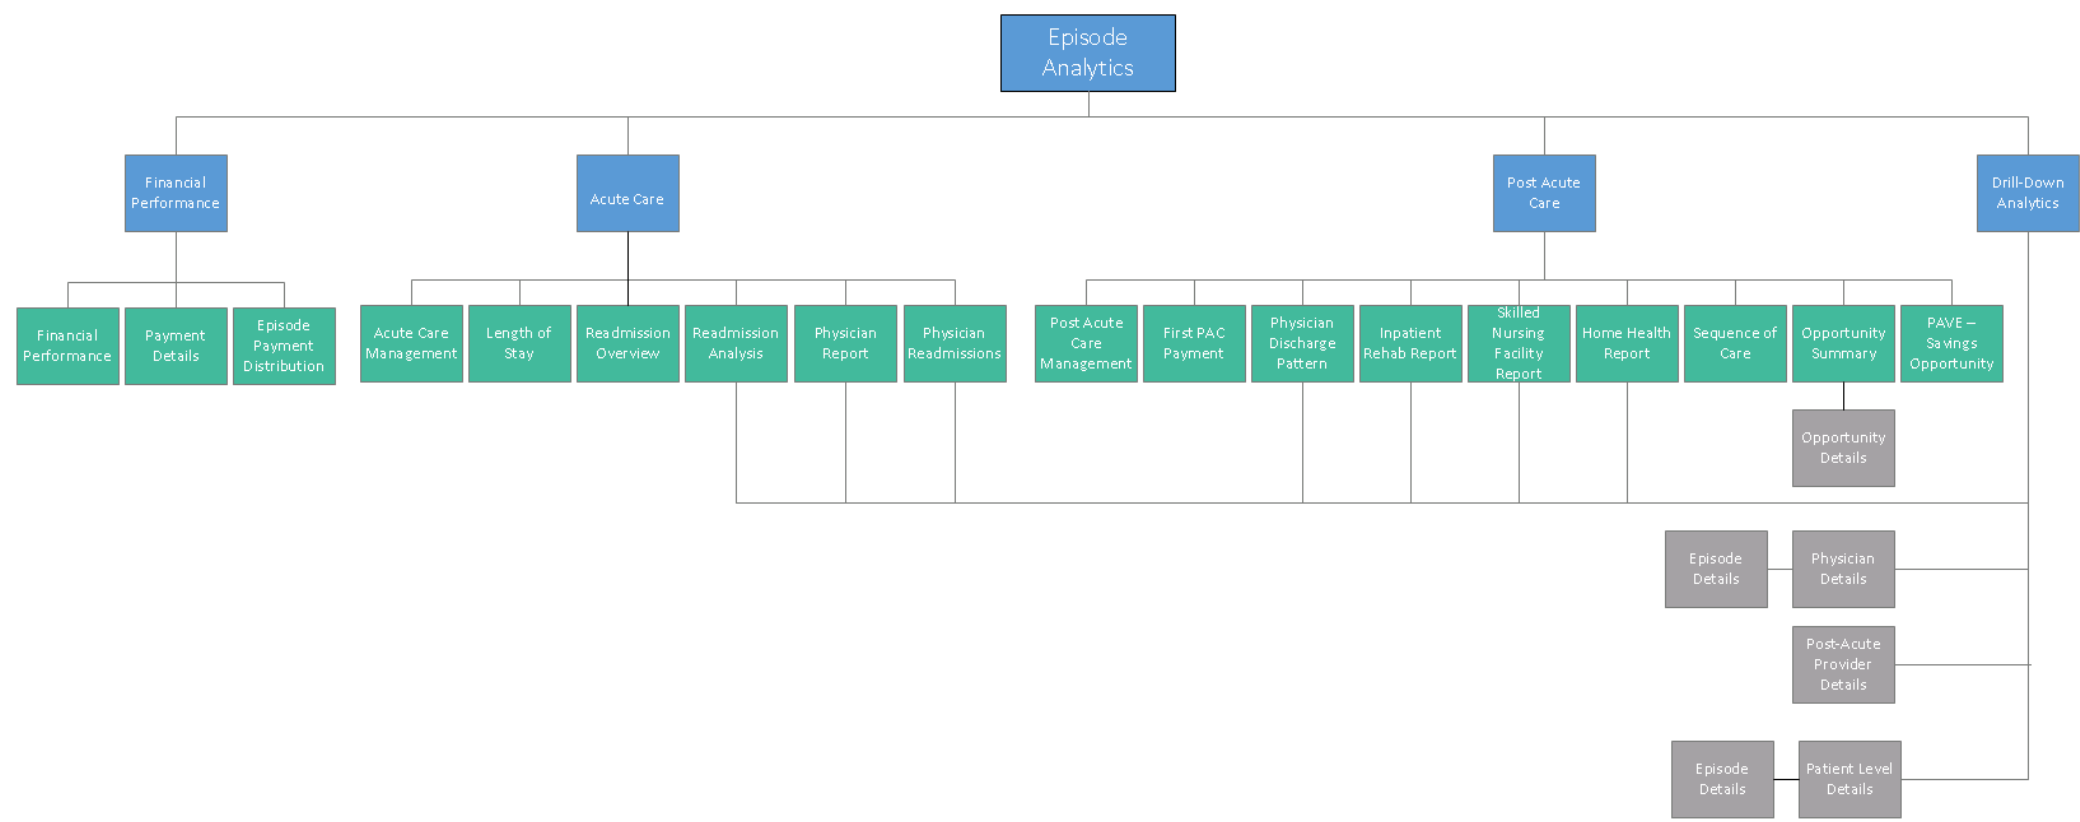 Episode
Analytics
Financial
Performance
Acute Care
Post Acute
Care
Drill-Down
Analytics
Financial
Performance
Payment
Details
Episode
Payment
Distribution
Acute Care
Management
Length of
Stay
Readmission
Overview
Readmission
Analysis
Physician
Report
Physician
Readmissions
Post Acute
Care
Management
First PAC
Payment
Physician
Discharge
Pattern
Inpatient
Rehab Report
Skilled
Nursing
Facility
Report
Home Health
Report
Sequence of
Care
Opportunity
Summary
PAVE –
Savings
Opportunity
Opportunity
Details
Episode
Details
Physician
Details
Post-Acute
Provider
Details
Episode
Details
Patient Level
Details